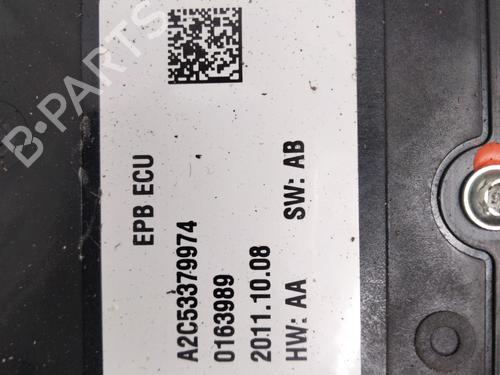 EPB ECU
A2C53379974
0163989
2011.10.08
HW: AA SW: AB
B-PARTS